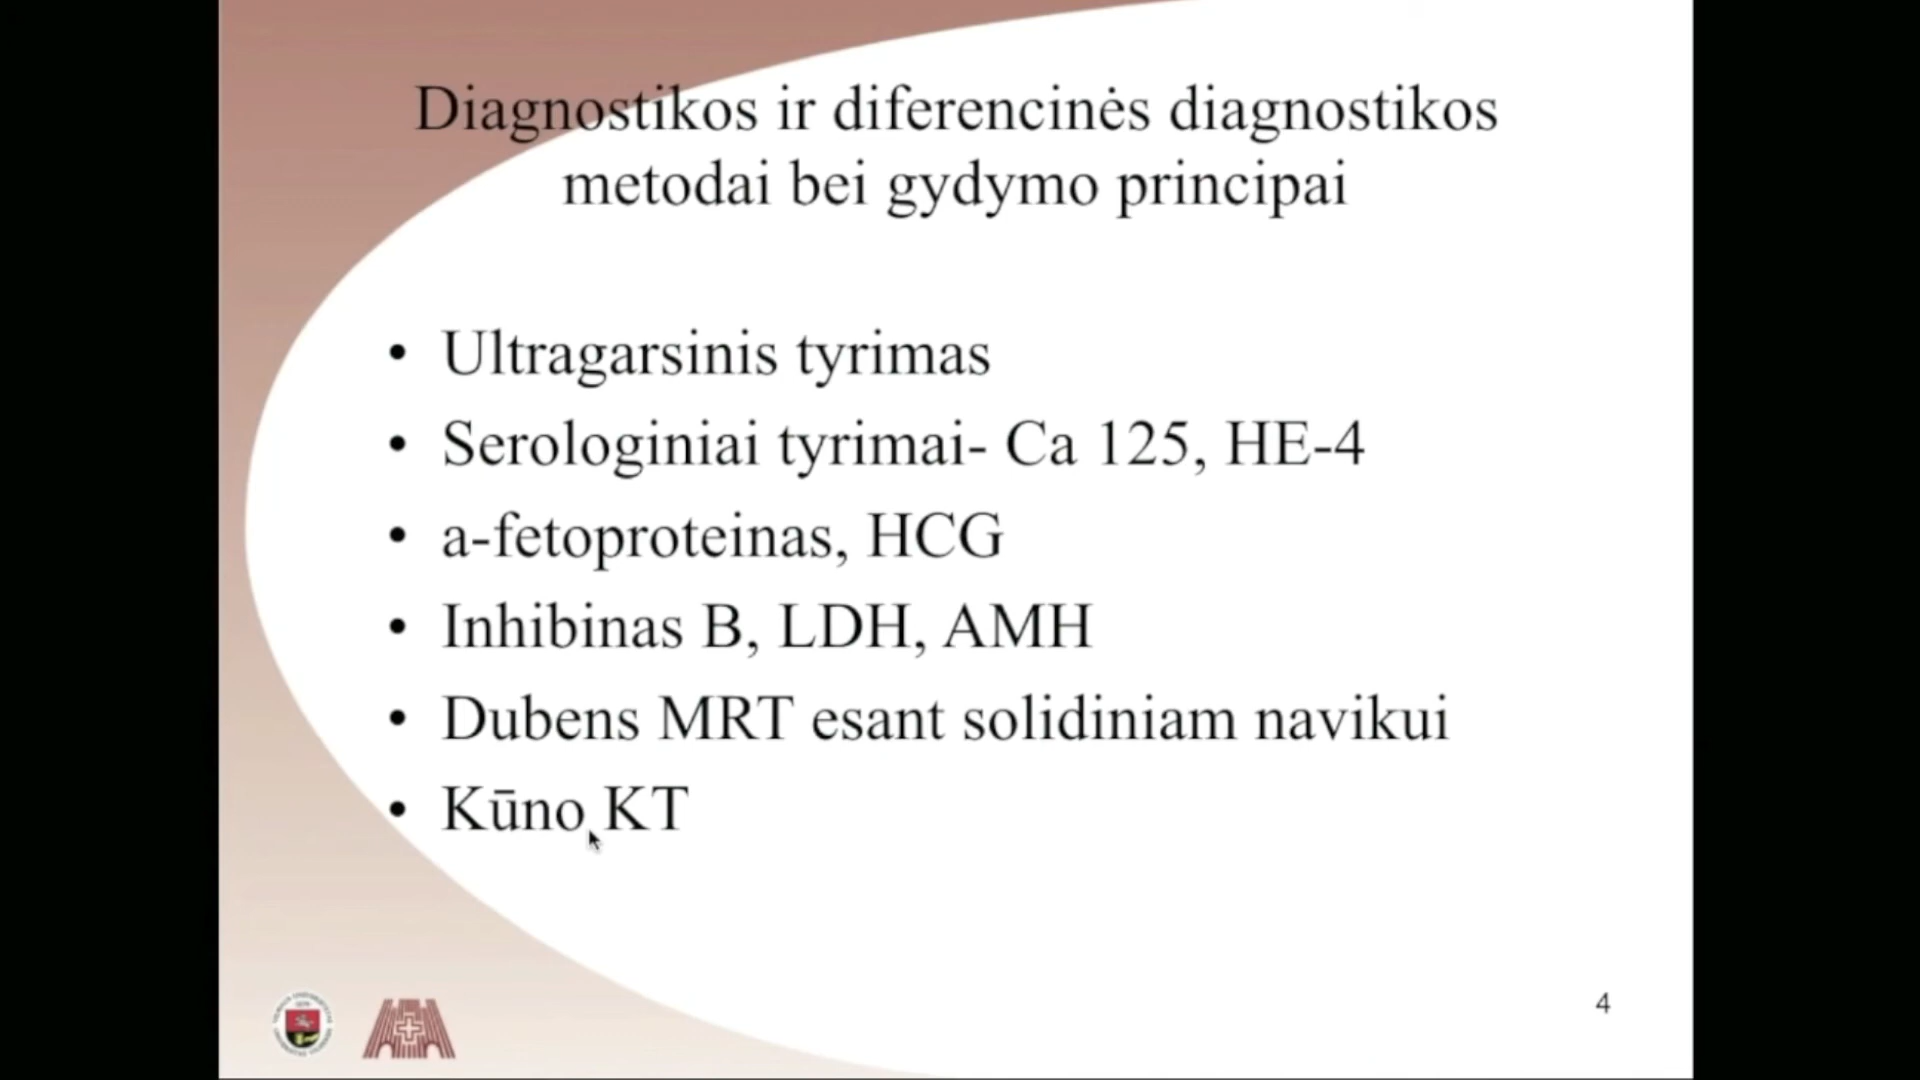 Diagnostikos ir diferencinės diagnostikos
metodai bei gydymo principai
• Ultragarsinis tyrimas
• Serologiniai tyrimai- Ca 125, HE-4
• a-fetoproteinas, HCG
• Inhibinas B, LDH, AMH
• Dubens MRT esant solidiniam navikui
• Kūno KT
4